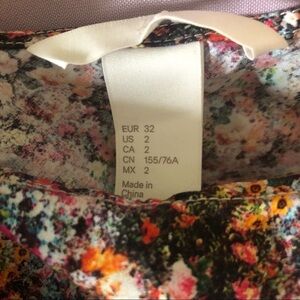 EUR 32
US 2
CA 2
CN 155/76A
MX 2
Made in
China